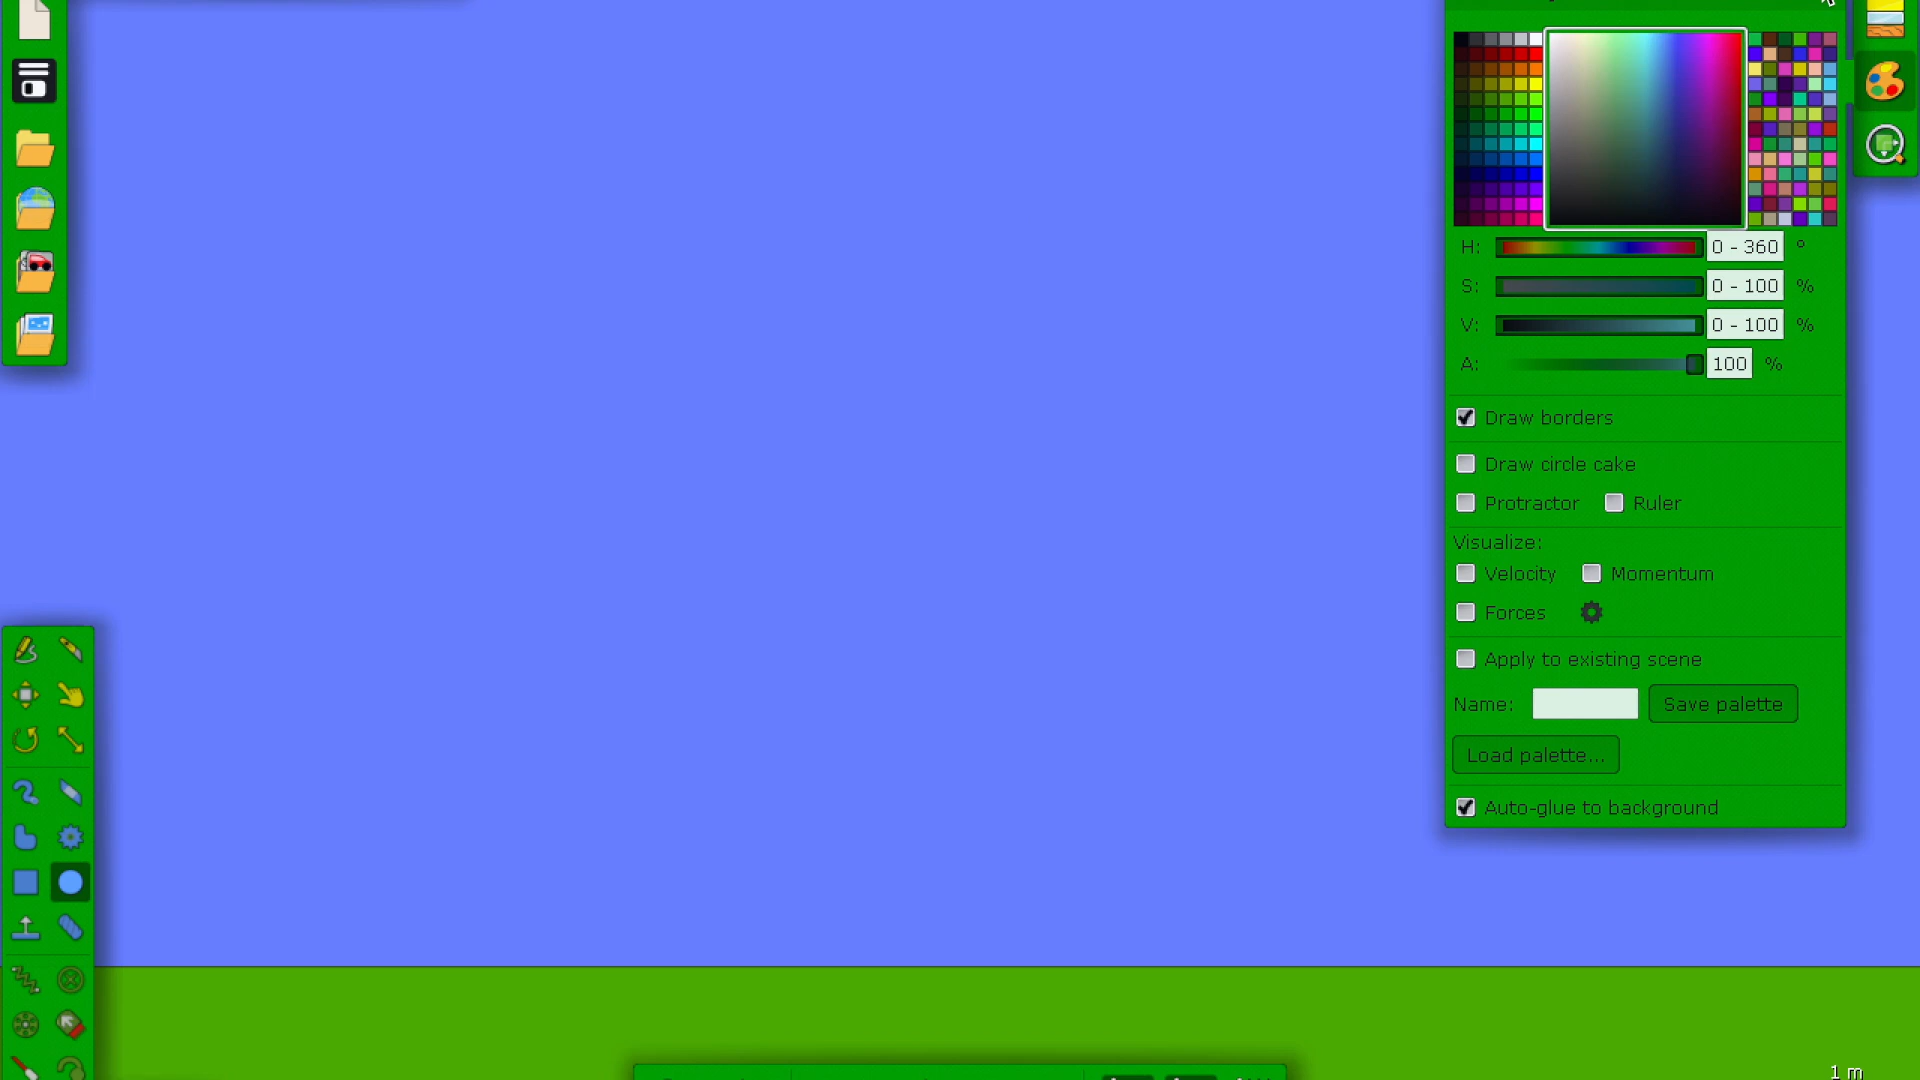 H: 0 - 360 °
S: 0 - 100 %
V: 0 - 100 %
A: 100 %
Draw borders
Draw circle cake
Protractor Ruler
Visualize:
Velocity Momentum
Forces
Apply to existing scene
Name: Save palette
Load palette...
Auto-glue to background
1 m